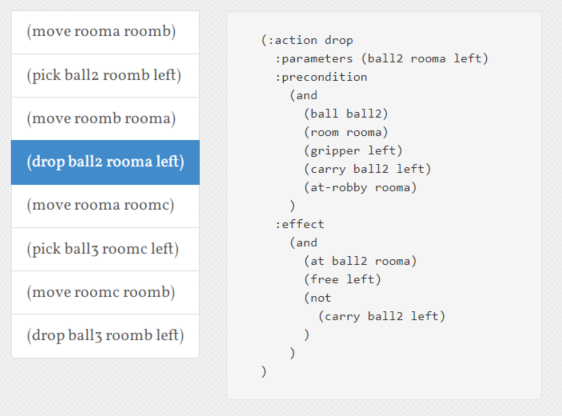 (move rooma roomb)
(pick ball2 roomb left)
(move roomb rooma)
(drop ball2 rooma left)
(move rooma roomc)
(pick ball3 roomc left)
(move roomc roomb)
(drop ball3 roomb left)
(:action drop
  :parameters (ball2 rooma left)
  :precondition
    (and
      (ball ball2)
      (room rooma)
      (gripper left)
      (carry ball2 left)
      (at-robby rooma)
    )
  :effect
    (and
      (at ball2 rooma)
      (free left)
      (not
        (carry ball2 left)
      )
    )
)